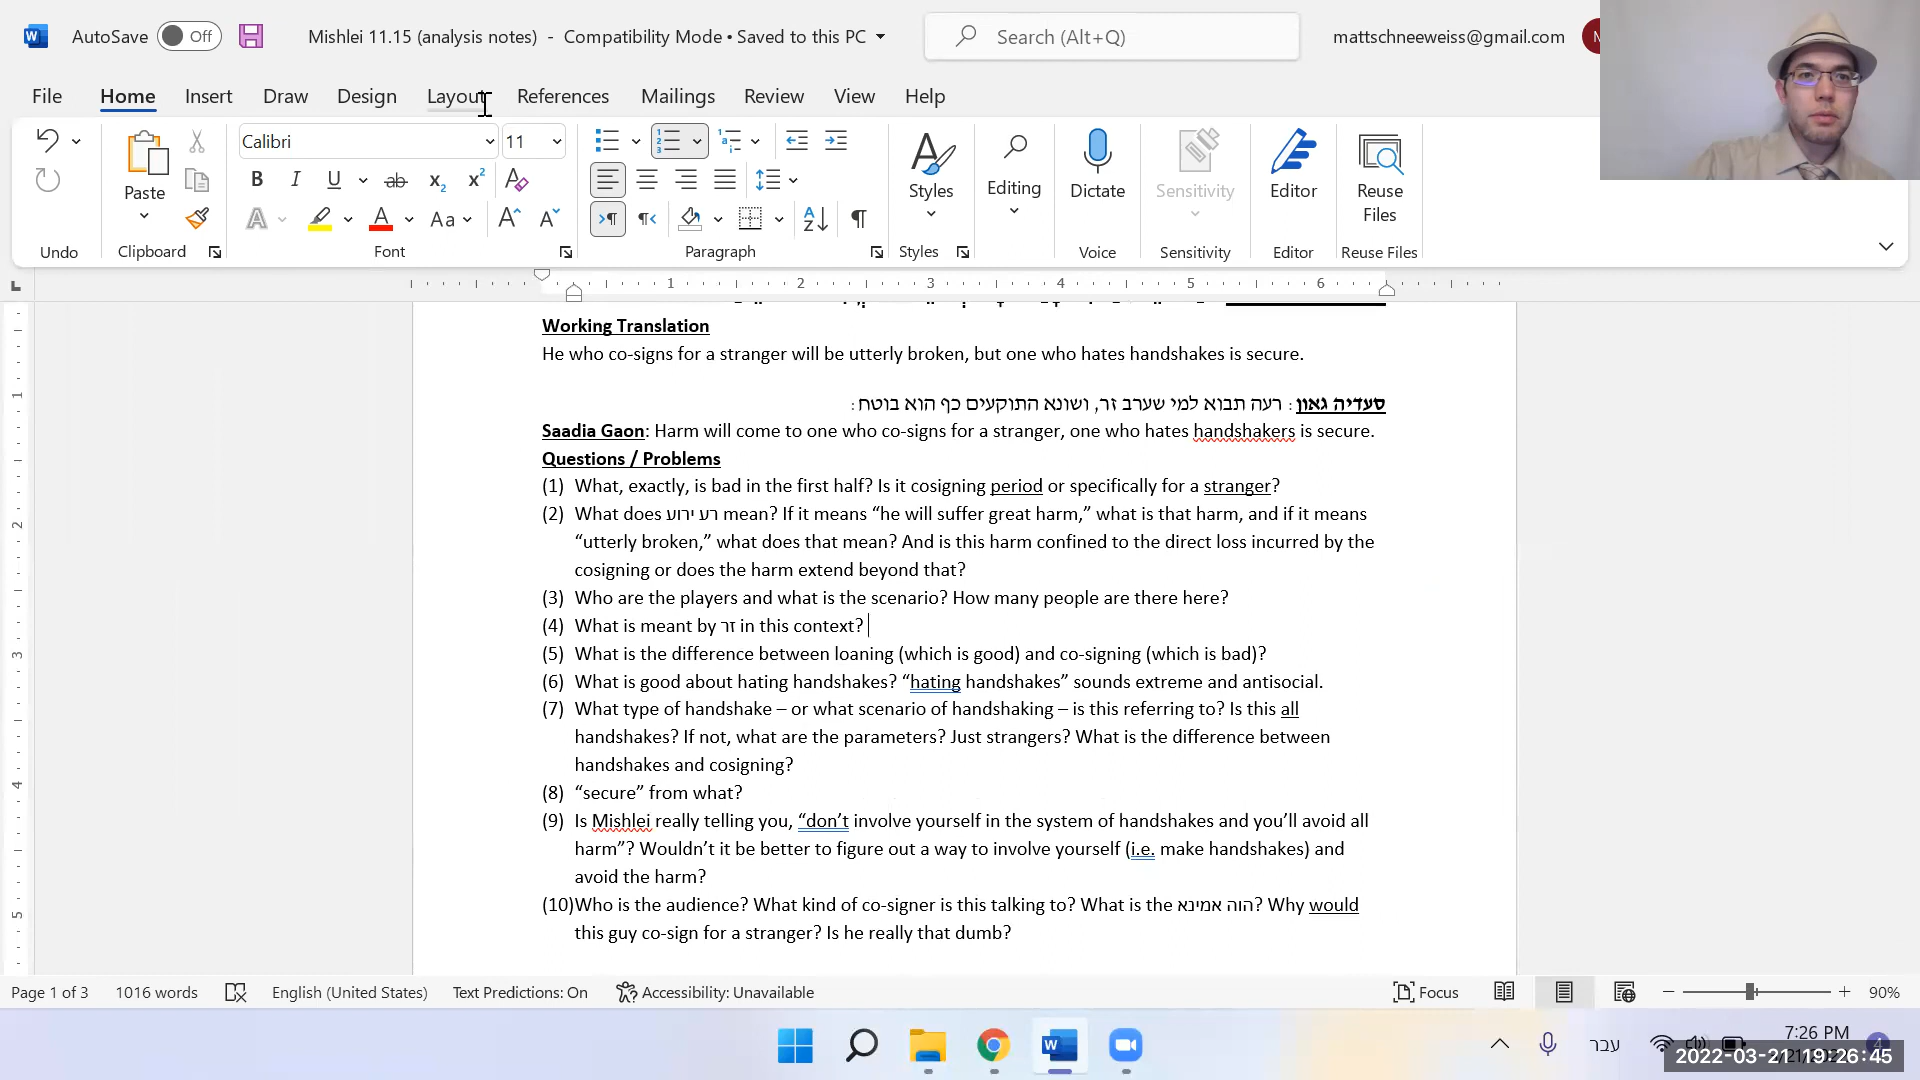 AutoSave Off Mishlei 11.15 (analysis notes) - Compatibility Mode • Saved to this PC Search (Alt+Q) mattschneeweiss@gmail.com
File Home Insert Draw Design Layout References Mailings Review View Help
Calibri 11
Paste Styles Editing Dictate Sensitivity Editor Reuse Files
Undo Clipboard Font Paragraph Styles Voice Sensitivity Editor Reuse Files
1 2 3 4 5 6
Working Translation
He who co-signs for a stranger will be utterly broken, but one who hates handshakes is secure.
סעדיה גאון: רעה תבוא למי שערב זר, ושונא התוקעים כף הוא בוטח:
Saadia Gaon: Harm will come to one who co-signs for a stranger, one who hates handshakers is secure.
Questions / Problems
(1) What, exactly, is bad in the first half? Is it cosigning period or specifically for a stranger?
(2) What does רע ירוע mean? If it means “he will suffer great harm,” what is that harm, and if it means
“utterly broken,” what does that mean? And is this harm confined to the direct loss incurred by the
cosigning or does the harm extend beyond that?
(3) Who are the players and what is the scenario? How many people are there here?
(4) What is meant by זר in this context?
(5) What is the difference between loaning (which is good) and co-signing (which is bad)?
(6) What is good about hating handshakes? “hating handshakes” sounds extreme and antisocial.
(7) What type of handshake – or what scenario of handshaking – is this referring to? Is this all
handshakes? If not, what are the parameters? Just strangers? What is the difference between
handshakes and cosigning?
(8) “secure” from what?
(9) Is Mishlei really telling you, “don’t involve yourself in the system of handshakes and you’ll avoid all
harm”? Wouldn’t it be better to figure out a way to involve yourself (i.e. make handshakes) and
avoid the harm?
(10)Who is the audience? What kind of co-signer is this talking to? What is the הוה אמינא? Why would
this guy co-sign for a stranger? Is he really that dumb?
Page 1 of 3 1016 words English (United States) Text Predictions: On Accessibility: Unavailable Focus 90%
עבר 7:26 PM
2022-03-21 19:26:45